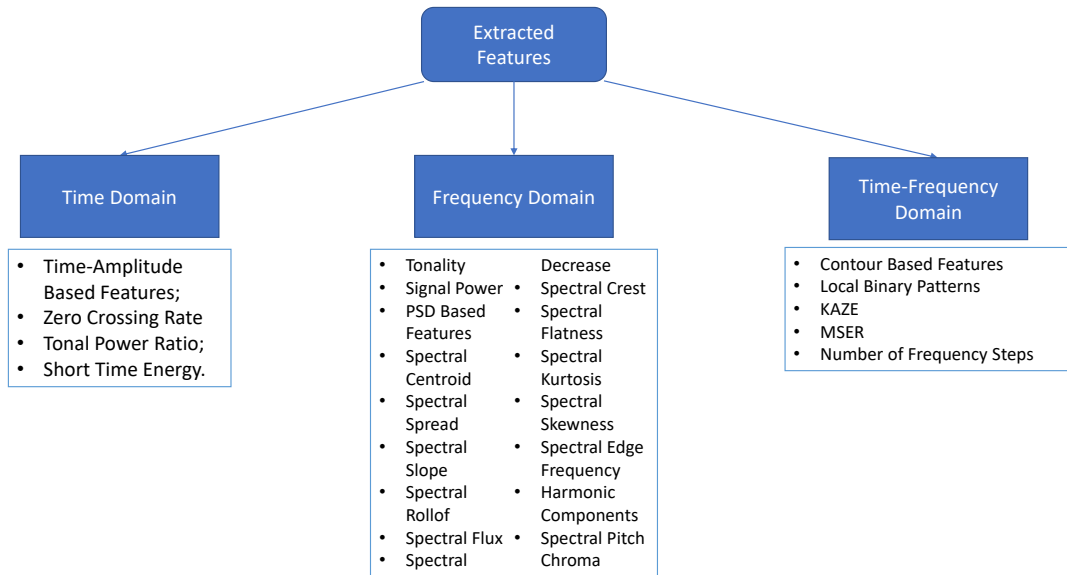 Extracted
Features
Time Domain
• Time-Amplitude
Based Features;
• Zero Crossing Rate
• Tonal Power Ratio;
• Short Time Energy.
Frequency Domain
• Tonality
• Signal Power
• PSD Based
Features
• Spectral
Centroid
• Spectral
Spread
• Spectral
Slope
• Spectral
Rollof
• Spectral Flux
• Spectral
Decrease
• Spectral Crest
• Spectral
Flatness
• Spectral
Kurtosis
• Spectral
Skewness
• Spectral Edge
Frequency
• Harmonic
Components
• Spectral Pitch
Chroma
Time-Frequency
Domain
• Contour Based Features
• Local Binary Patterns
• KAZE
• MSER
• Number of Frequency Steps